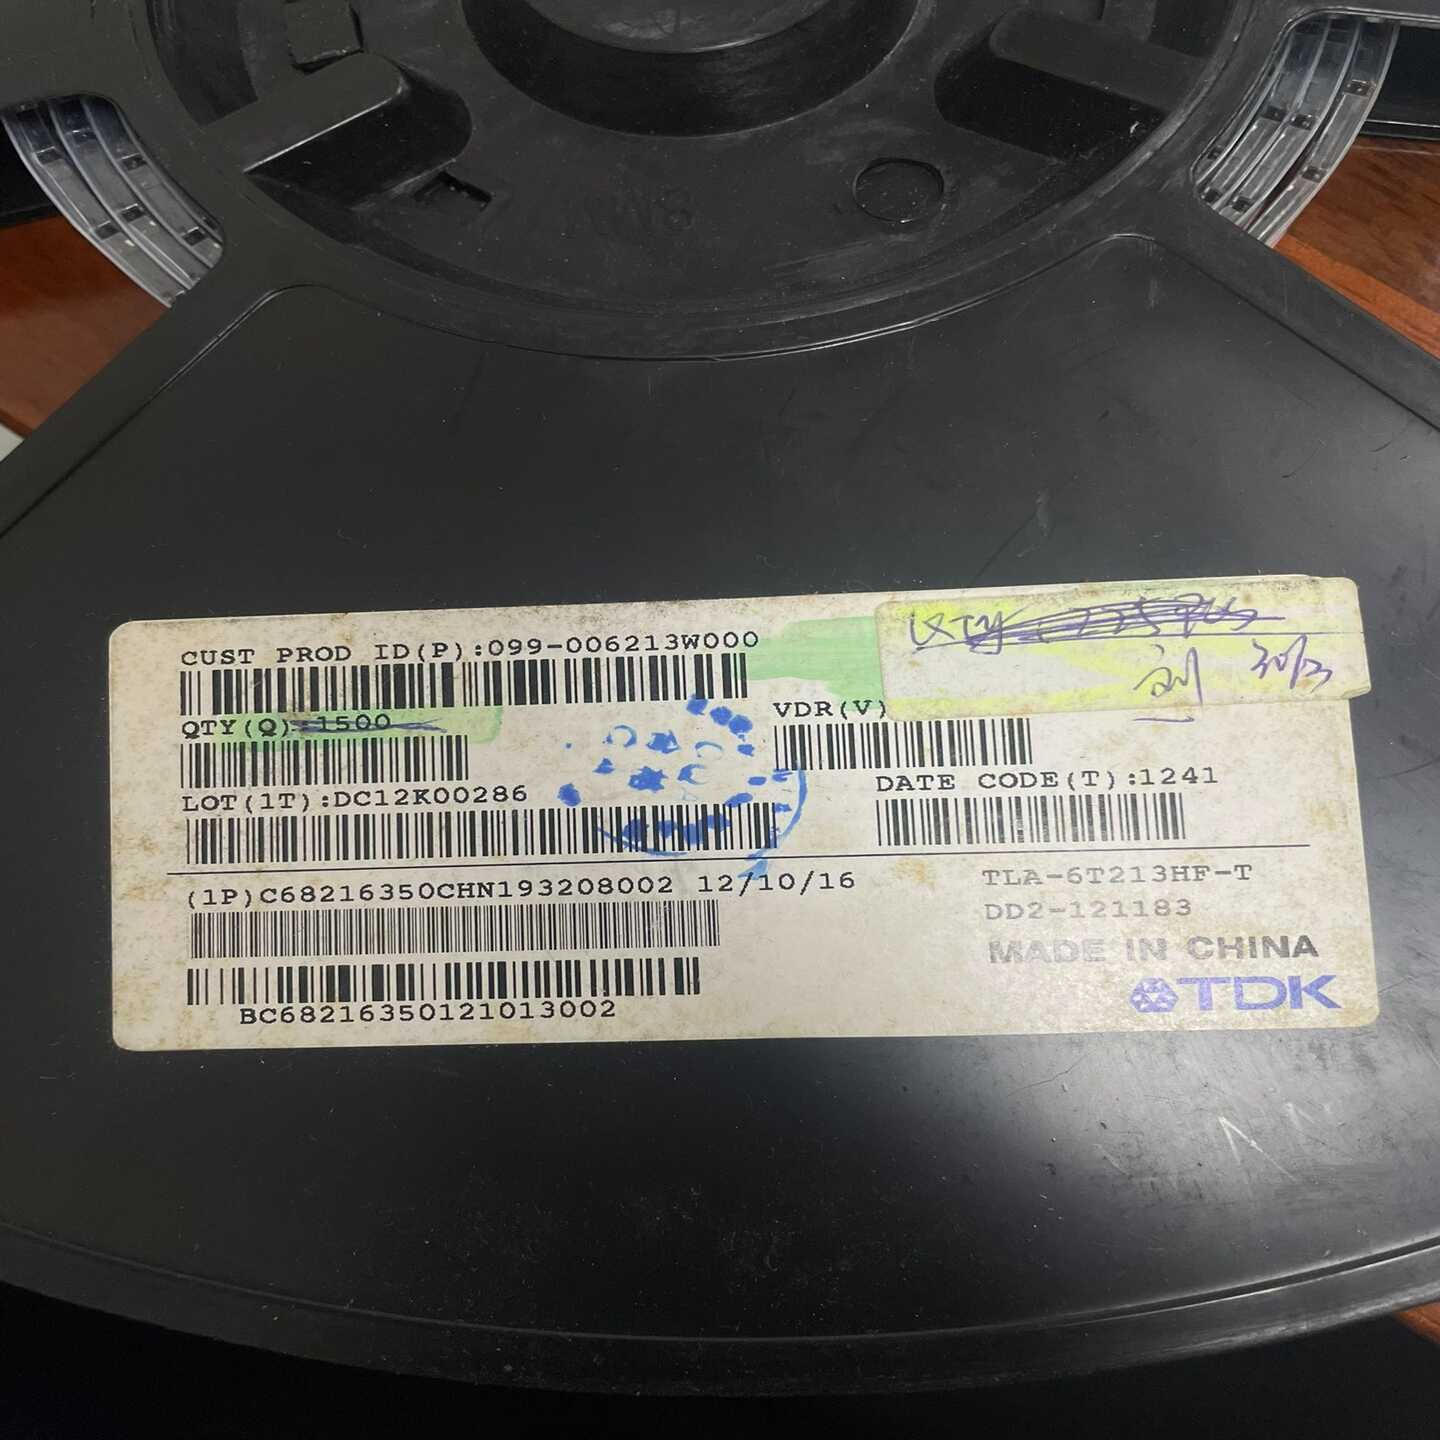 CUST PROD ID(P):099-006213W000
QTY(Q):1500
VDR(V)
LOT(1T):DC12K00286
DATE CODE(T):1241
(1P)C68216350CHN193208002 12/10/16
TLA-6T213HF-T
DD2-121183
MADE IN CHINA
TDK
BC68216350121013002